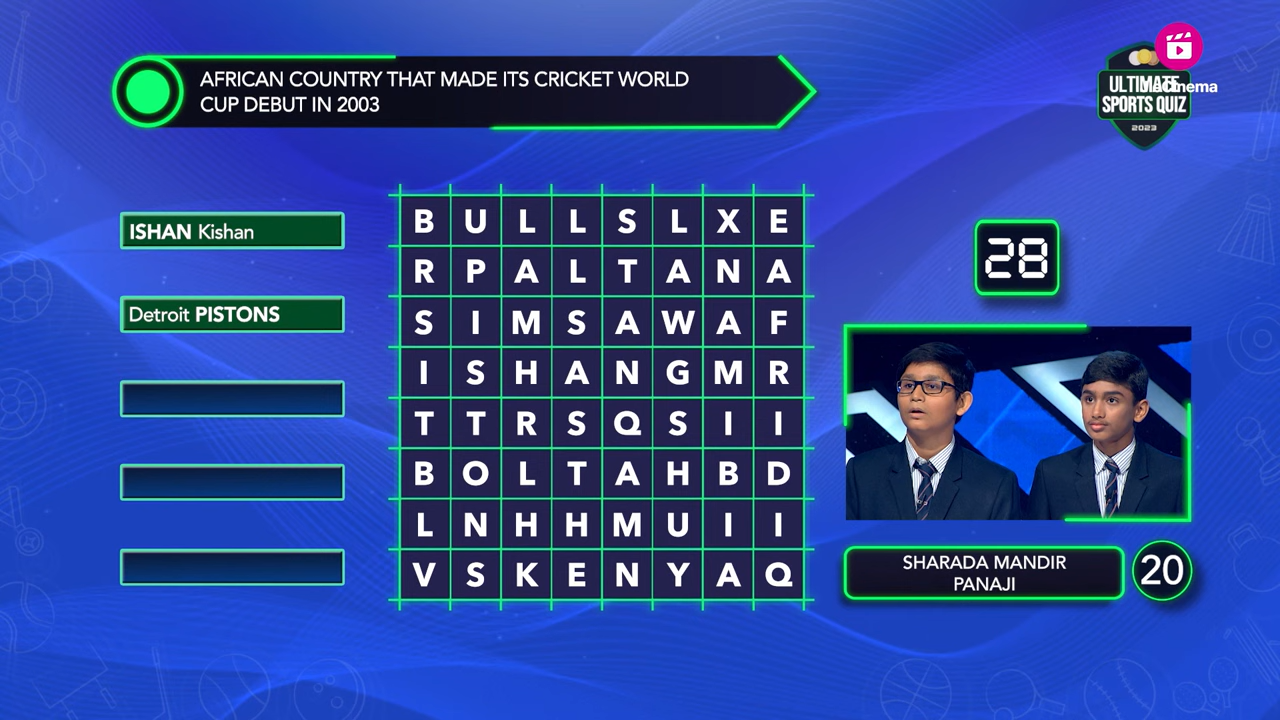 AFRICAN COUNTRY THAT MADE ITS CRICKET WORLD
CUP DEBUT IN 2003
ULTIMATE
SPORTS QUIZ
2023
ISHAN Kishan
Detroit PISTONS
B U L L S L X E
R P A L T A N A
S I M S A W A F
I S H A N G M R
T T R S Q S I I
B O L T A H B D
L N H H M U I I
V S K E N Y A Q
28
SHARADA MANDIR
PANAJI
20